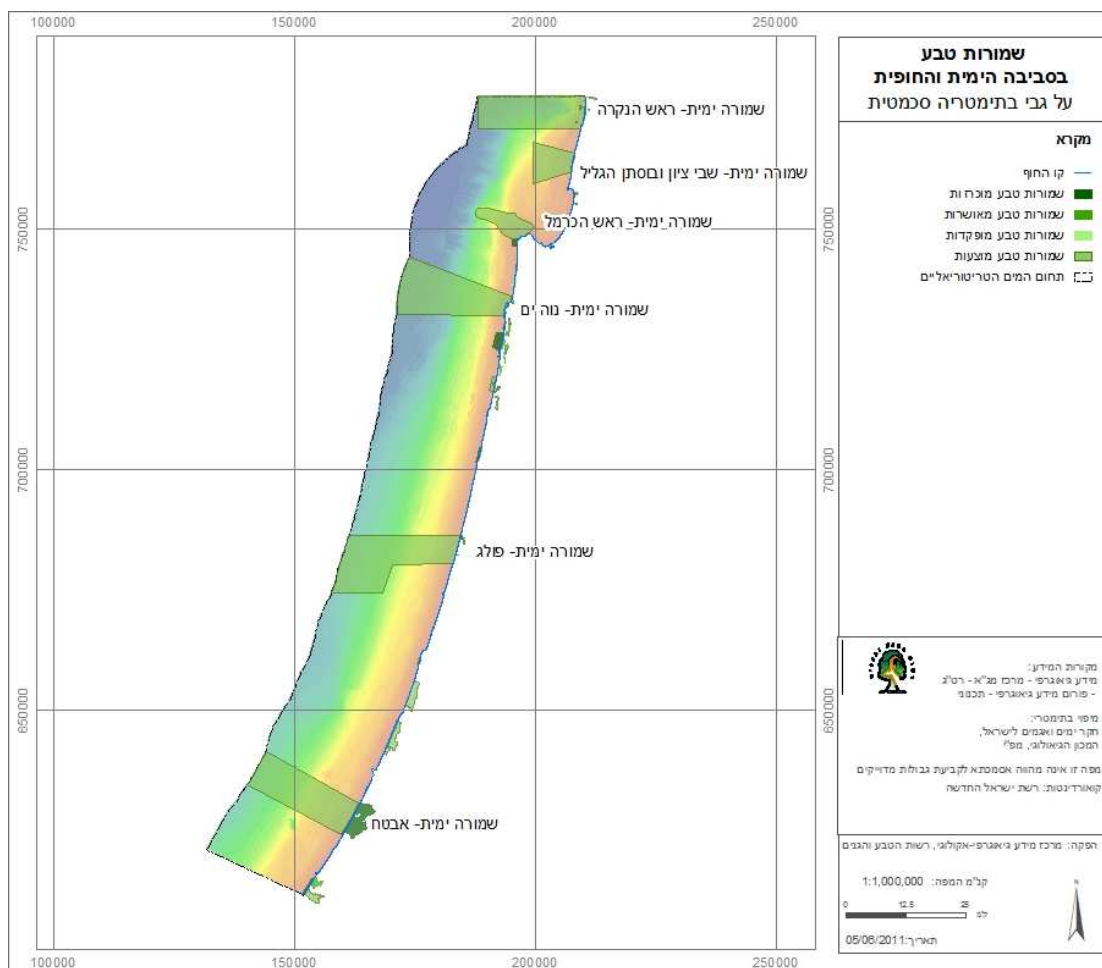 100000 150000 200000 250000
שמורות טבע
בסביבה הימית והחופית
על גבי בתימטריה סכמטית
מקרא
קו החוף
שמורות טבע מוכרזות
שמורות טבע מאושרות
שמורות טבע מופקדות
שמורות טבע מוצעות
תחום המים הטריטוריאליים
שמורה ימית- ראש הנקרה
שמורה ימית- שבי ציון ובוסתן הגליל
שמורה ימית- ראש הכרמל
750000 750000
שמורה ימית- נוה ים
700000 700000
שמורה ימית- פולג
650000 650000
שמורה ימית- אבטח
100000 150000 200000 250000
מקורות המידע:
מידע גיאוגרפי - מרכז מג"א - רט"ג
- פורום מידע גיאוגרפי - תכנוני
מיפוי בתימטרי:
חקר ימים ואגמים לישראל,
המכון הגיאולוגי, מפ"י
מפה זו אינה מהווה אסמכתא לקביעת גבולות מדוייקים
קואורדינטות: רשת ישראל החדשה
הפקה: מרכז מידע גיאוגרפי-אקולוגי, רשות הטבע והגנים
קנ"מ המפה: 1:1,000,000
0 12.5 25
תאריך:05/06/2011